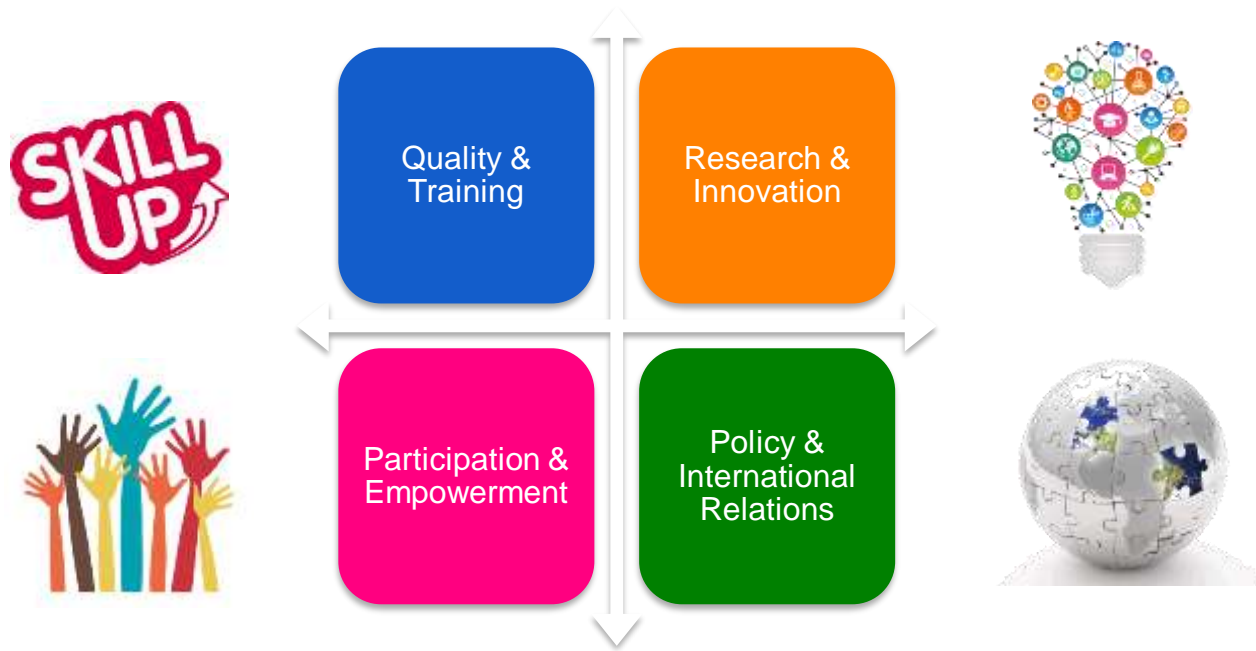 SKILL
UP
Quality &
Training
Research &
Innovation
Participation &
Empowerment
Policy &
International
Relations